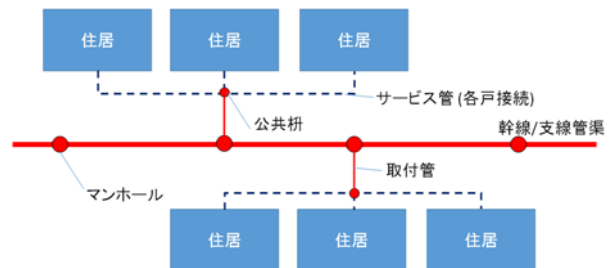 住居
住居
住居
サービス管 (各戸接続)
公共枡
幹線/支線管渠
取付管
マンホール
住居
住居
住居